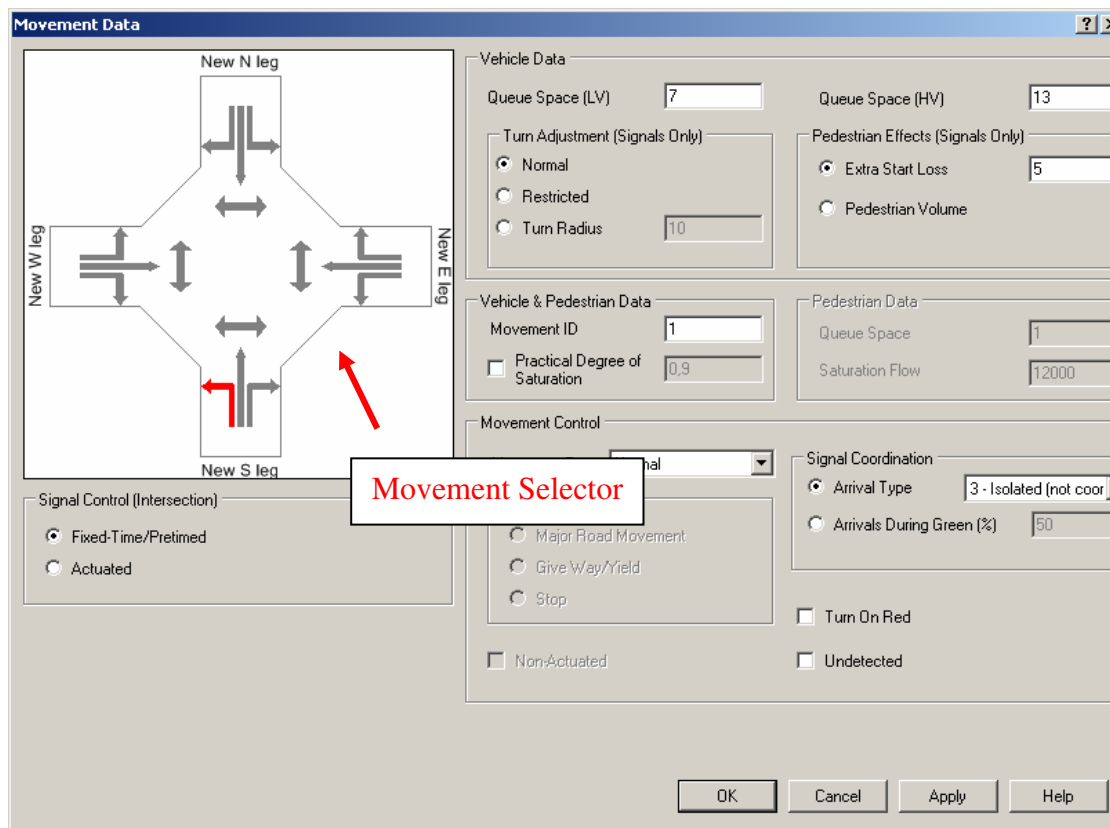 Movement Data
New N leg
New W leg
New E leg
New S leg
Signal Control (Intersection)
Fixed-Time/Pretimed
Actuated
Vehicle Data
Queue Space (LV) 7
Queue Space (HV) 13
Turn Adjustment (Signals Only)
Normal
Restricted
Turn Radius 10
Pedestrian Effects (Signals Only)
Extra Start Loss 5
Pedestrian Volume
Vehicle & Pedestrian Data
Movement ID 1
Practical Degree of
Saturation 0,9
Pedestrian Data
Queue Space 1
Saturation Flow 12000
Movement Control
Movement Selector
Major Road Movement
Give Way/Yield
Stop
Non-Actuated
Signal Coordination
Arrival Type 3 - Isolated (not coor
Arrivals During Green (%) 50
Turn On Red
Undetected
OK Cancel Apply Help